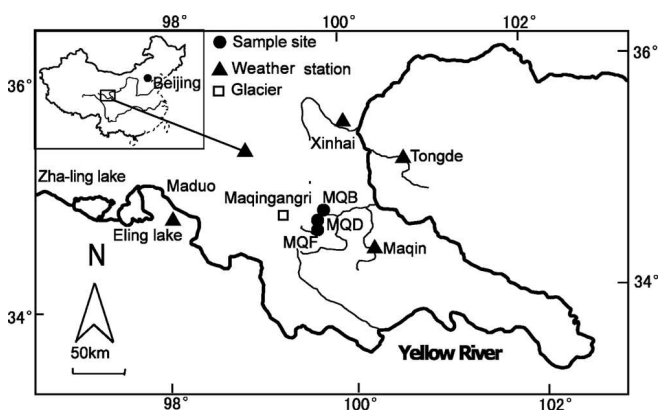 98° 100° 102°
Sample site
Weather station
Glacier
Beijing
36°
36°
Xinhai
Tongde
Zha-ling lake
Maduo
Maqingangri
MQB
MQD
Eling lake
MQF
Maqin
N
34°
34°
50km
Yellow River
98° 100° 102°